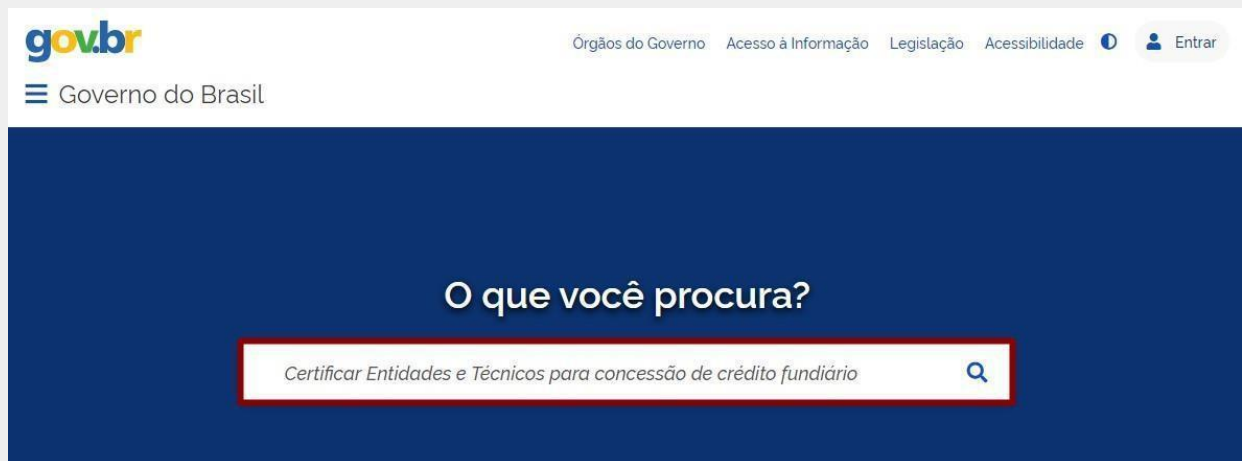 gov.br
Órgãos do Governo Acesso à Informação Legislação Acessibilidade Entrar
Governo do Brasil
O que você procura?
Certificar Entidades e Técnicos para concessão de crédito fundiário